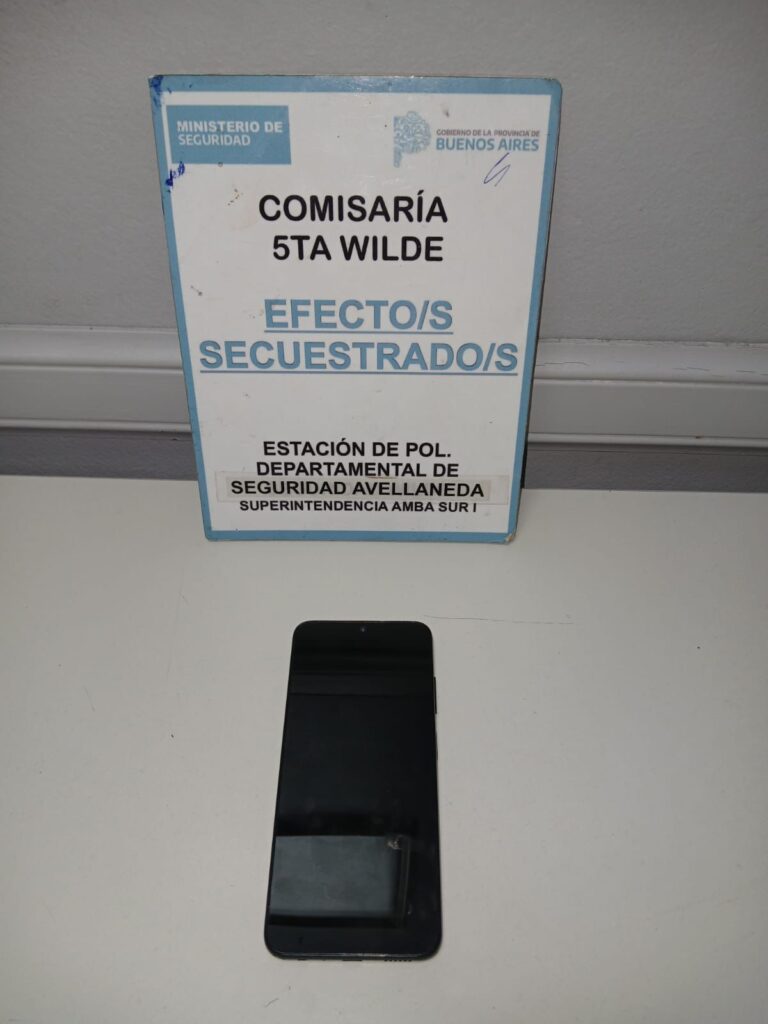 MINISTERIO DE
SEGURIDAD
GOBIERNO DE LA PROVINCIA DE
BUENOS AIRES
COMISARÍA
5TA WILDE
EFECTO/S
SECUESTRADO/S
ESTACIÓN DE POL.
DEPARTAMENTAL DE
SEGURIDAD AVELLANEDA
SUPERINTENDENCIA AMBA SUR I